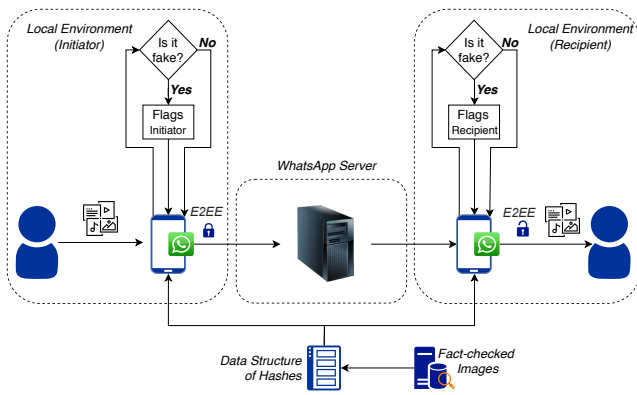 Local Environment
(Initiator)
Is it
fake?
No
Yes
Flags
Initiator
E2EE
WhatsApp Server
Local Environment
(Recipient)
Is it
fake?
No
Yes
Flags
Recipient
E2EE
Data Structure
of Hashes
Fact-checked
Images